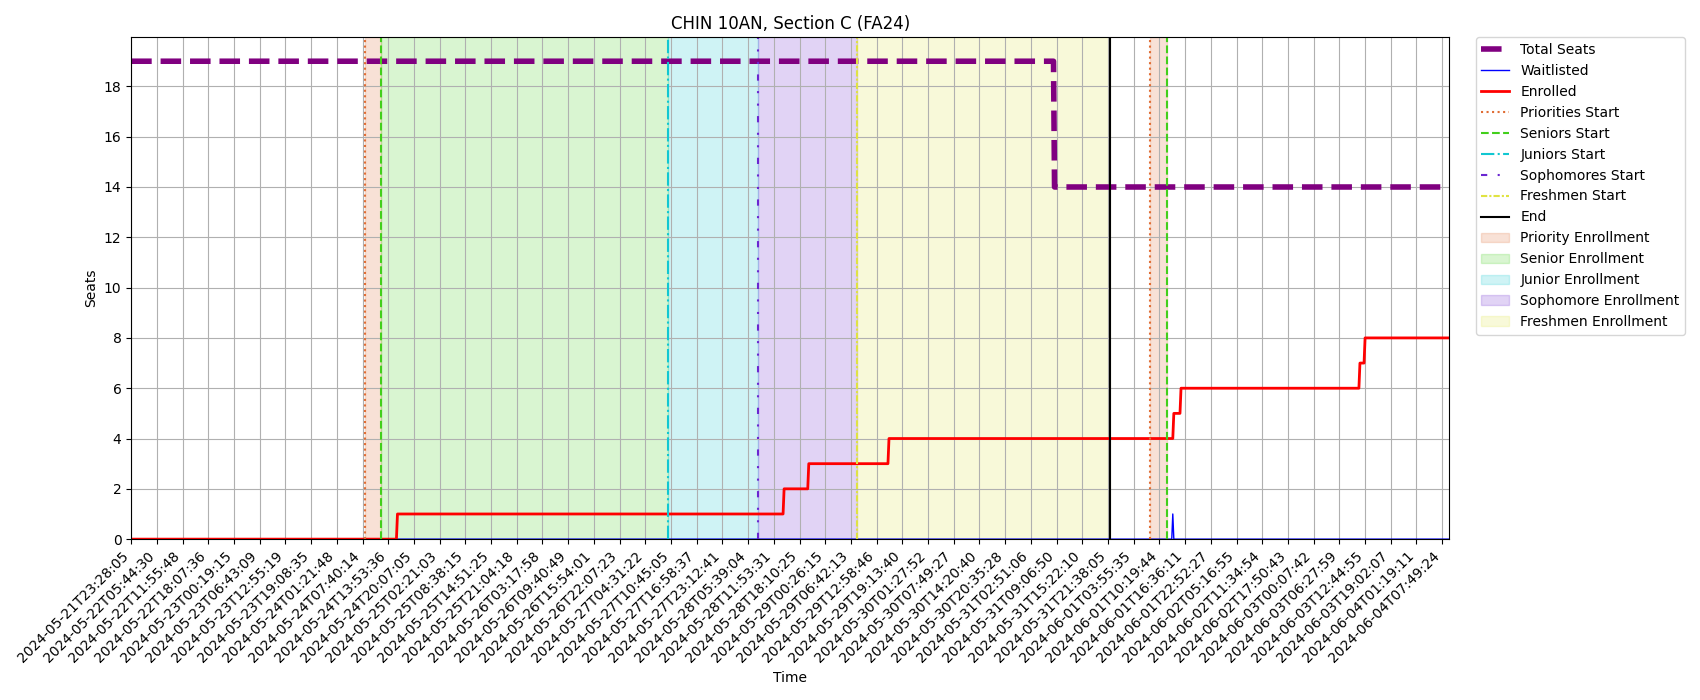 CHIN 10AN, Section C (FA24)
Seats
18
16
14
12
10
8
6
4
2
0
2024-05-21T23:28:05
2024-05-22T05:44:30
2024-05-22T11:55:48
2024-05-22T18:07:36
2024-05-23T00:19:15
2024-05-23T06:43:09
2024-05-23T12:55:19
2024-05-23T19:08:35
2024-05-24T01:21:48
2024-05-24T07:40:14
2024-05-24T13:53:36
2024-05-24T20:07:05
2024-05-25T02:21:03
2024-05-25T08:38:15
2024-05-25T14:51:25
2024-05-25T21:04:18
2024-05-26T03:17:58
2024-05-26T09:40:49
2024-05-26T15:54:01
2024-05-26T22:07:23
2024-05-27T04:31:22
2024-05-27T10:45:05
2024-05-27T16:58:37
2024-05-27T23:12:41
2024-05-28T05:39:04
2024-05-28T11:53:31
2024-05-28T18:10:25
2024-05-29T00:26:15
2024-05-29T06:42:13
2024-05-29T12:58:46
2024-05-29T19:13:40
2024-05-30T01:27:52
2024-05-30T07:49:27
2024-05-30T14:20:40
2024-05-30T20:35:28
2024-05-31T02:51:06
2024-05-31T09:06:50
2024-05-31T15:22:10
2024-05-31T21:38:05
2024-06-01T03:55:35
2024-06-01T10:19:44
2024-06-01T16:36:11
2024-06-01T22:52:27
2024-06-02T05:16:55
2024-06-02T11:34:54
2024-06-02T17:50:43
2024-06-03T00:07:42
2024-06-03T06:27:59
2024-06-03T12:44:55
2024-06-03T19:02:07
2024-06-04T01:19:11
2024-06-04T07:49:24
Time
Total Seats
Waitlisted
Enrolled
Priorities Start
Seniors Start
Juniors Start
Sophomores Start
Freshmen Start
End
Priority Enrollment
Senior Enrollment
Junior Enrollment
Sophomore Enrollment
Freshmen Enrollment